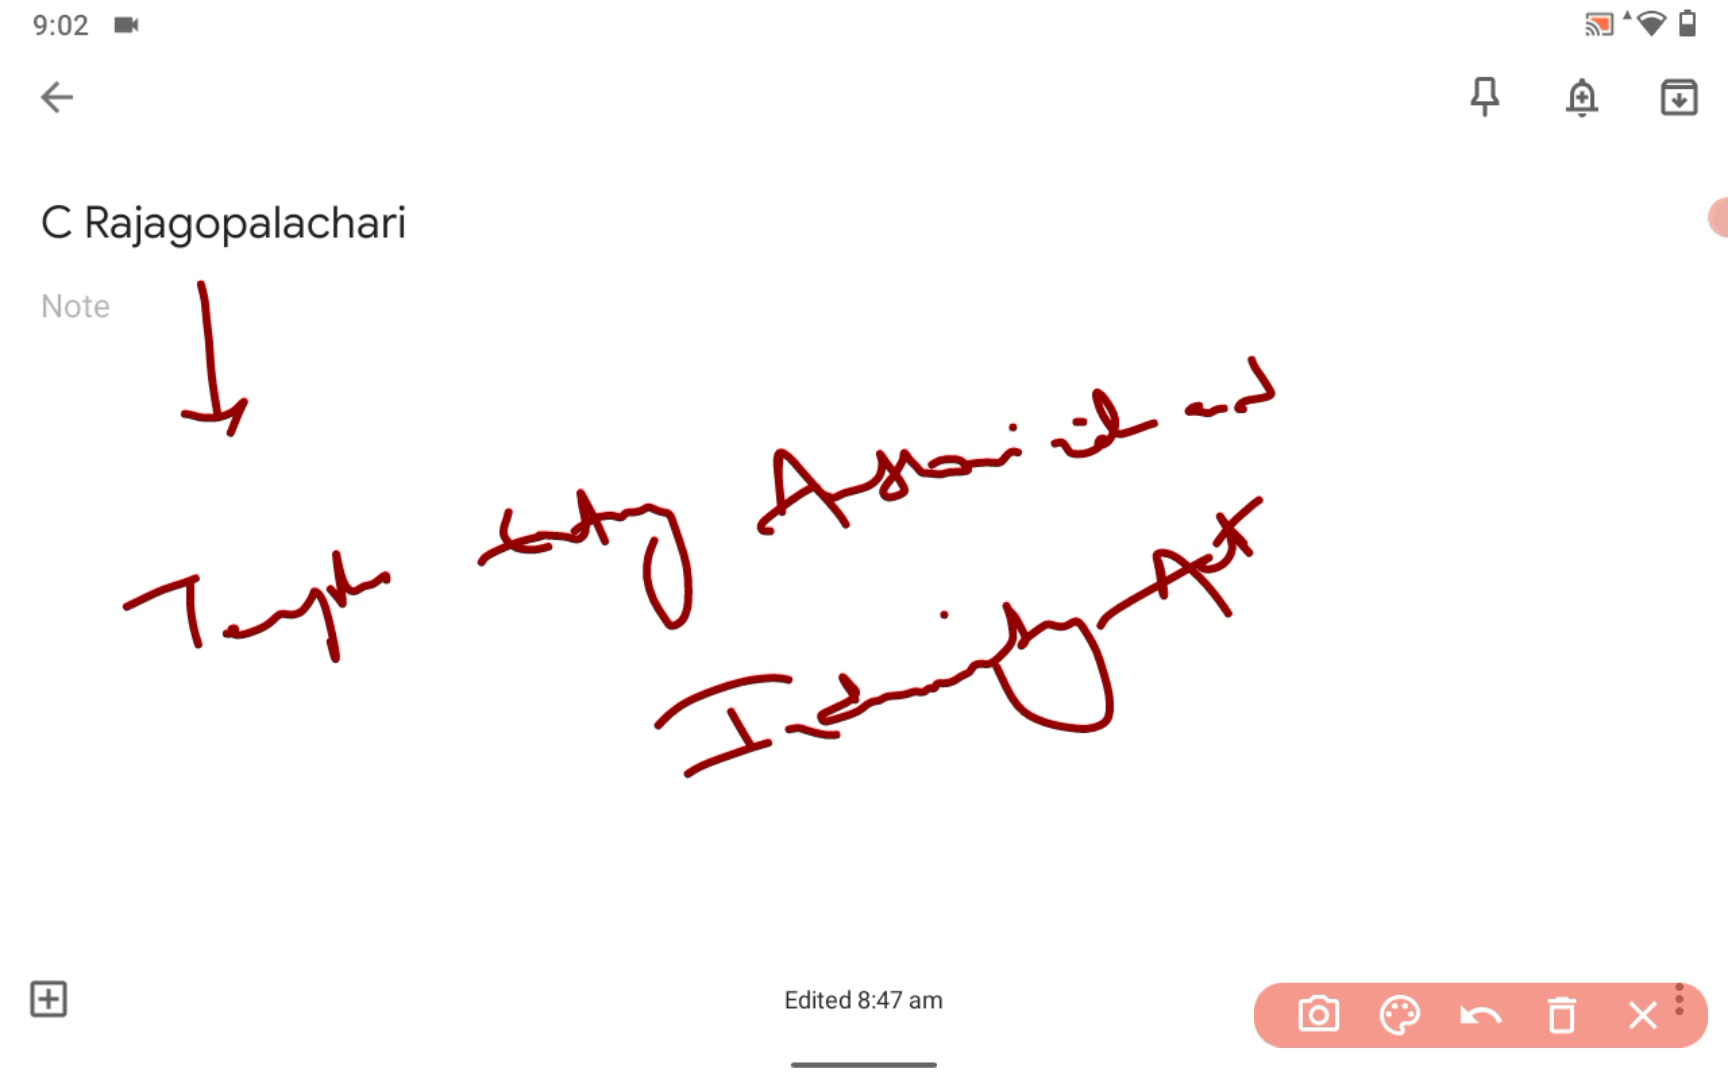 9:02
C Rajagopalachari
Note
Temple entry Authorization and
Indemnity Act
Edited 8:47 am